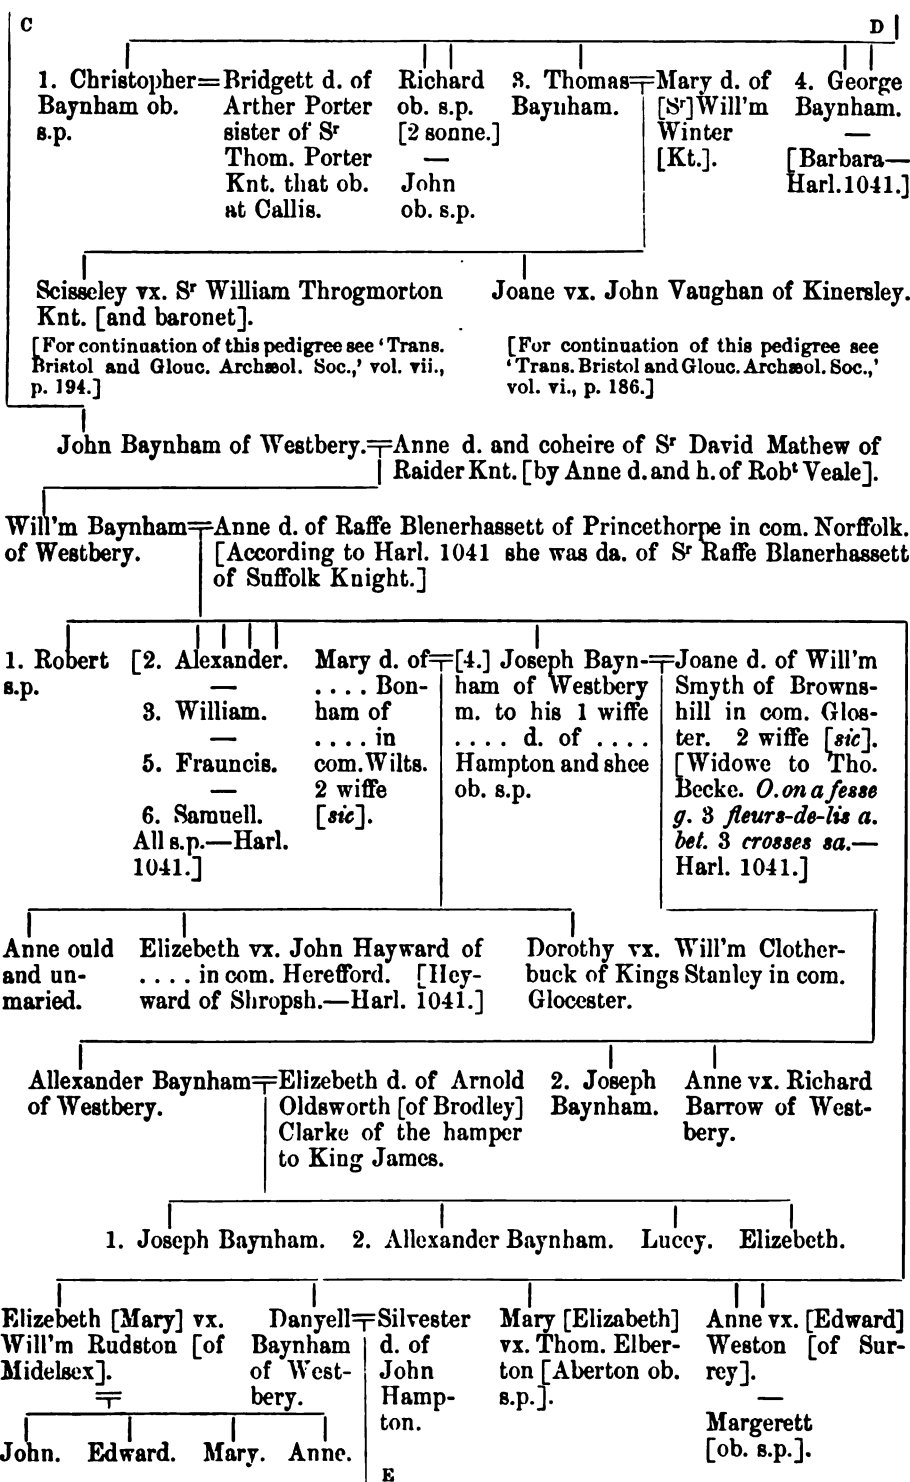 C
D
1. Christopher=
Baynham ob.
s.p.
Bridgett d. of
Arther Porter
sister of Sʳ
Thom. Porter
Knt. that ob.
at Callis.
Richard
ob. s.p.
[2 sonne.]
—
John
ob. s.p.
3. Thomas=
Baynham.
Mary d. of
[Sʳ] Will'm
Winter
[Kt.].
4. George
Baynham.
—
[Barbara—
Harl. 1041.]
Scisseley vx. Sʳ William Throgmorton
Knt. [and baronet].
[For continuation of this pedigree see ‘Trans.
Bristol and Glouc. Archæol. Soc.,’ vol. vii.,
p. 194.]
Joane vx. John Vaughan of Kinersley.
[For continuation of this pedigree see
‘Trans. Bristol and Glouc. Archæol. Soc.,’
vol. vi., p. 186.]
John Baynham of Westbery.=Anne d. and coheire of Sʳ David Mathew of
Raider Knt. [by Anne d. and h. of Robᵗ Veale].
Will'm Baynham=
of Westbery.
Anne d. of Raffe Blenerhassett of Princethorpe in com. Norffolk.
[According to Harl. 1041 she was da. of Sʳ Raffe Blanerhassett
of Suffolk Knight.]
1. Robert
s.p.
[2. Alexander.
—
3. William.
—
5. Frauncis.
—
6. Samuell.
All s.p.—Harl.
1041.]
Mary d. of=
. . . . Bon-
ham of
. . . . in
com. Wilts.
2 wiffe
[sic].
[4.] Joseph Bayn-=
ham of Westbery
m. to his 1 wiffe
. . . . d. of . . . .
Hampton and shee
ob. s.p.
Joane d. of Will'm
Smyth of Browns-
hill in com. Glos-
ter. 2 wiffe [sic].
[Widowe to Tho.
Becke. O. on a fesse
g. 3 fleurs-de-lis a.
bet. 3 crosses sa.—
Harl. 1041.]
Anne ould
and un-
maried.
Elizebeth vx. John Hayward of
. . . . in com. Herefford. [Hey-
ward of Shropsh.—Harl. 1041.]
Dorothy vx. Will'm Clother-
buck of Kings Stanley in com.
Glocester.
Allexander Baynham=
of Westbery.
Elizebeth d. of Arnold
Oldsworth [of Brodley]
Clarke of the hamper
to King James.
2. Joseph
Baynham.
Anne vx. Richard
Barrow of West-
bery.
1. Joseph Baynham.
2. Allexander Baynham.
Lucey.
Elizebeth.
Elizebeth [Mary] vx.
Will'm Rudston [of
Midelsex].
=
John.
Edward.
Mary.
Anne.
Danyell=
Baynham
of West-
bery.
Silvester
d. of
John
Hamp-
ton.
E
Mary [Elizabeth]
vx. Thom. Elber-
ton [Aberton ob.
s.p.].
Anne vx. [Edward]
Weston [of Sur-
rey].
—
Margerett
[ob. s.p.].